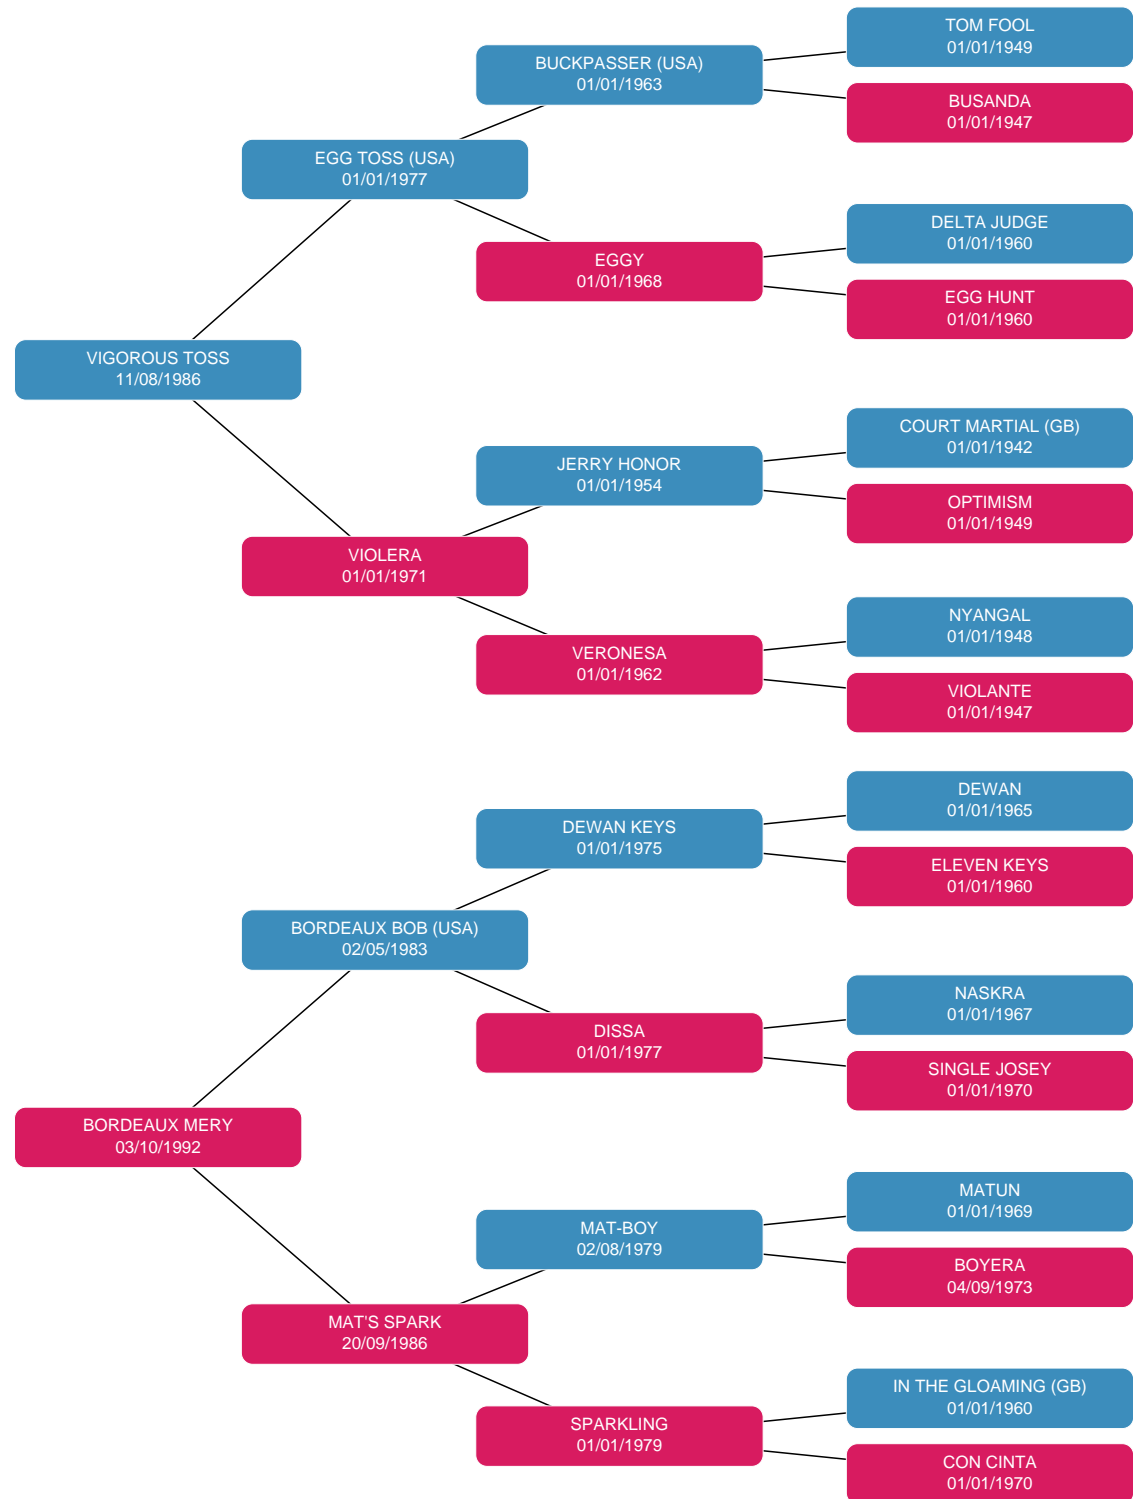 TOM FOOL
01/01/1949
BUCKPASSER (USA)
01/01/1963
BUSANDA
01/01/1947
EGG TOSS (USA)
01/01/1977
DELTA JUDGE
01/01/1960
EGGY
01/01/1968
EGG HUNT
01/01/1960
VIGOROUS TOSS
11/08/1986
COURT MARTIAL (GB)
01/01/1942
JERRY HONOR
01/01/1954
OPTIMISM
01/01/1949
VIOLERA
01/01/1971
NYANGAL
01/01/1948
VERONESA
01/01/1962
VIOLANTE
01/01/1947
DEWAN
01/01/1965
DEWAN KEYS
01/01/1975
ELEVEN KEYS
01/01/1960
BORDEAUX BOB (USA)
02/05/1983
NASKRA
01/01/1967
DISSA
01/01/1977
SINGLE JOSEY
01/01/1970
BORDEAUX MERY
03/10/1992
MATUN
01/01/1969
MAT-BOY
02/08/1979
BOYERA
04/09/1973
MAT'S SPARK
20/09/1986
IN THE GLOAMING (GB)
01/01/1960
SPARKLING
01/01/1979
CON CINTA
01/01/1970